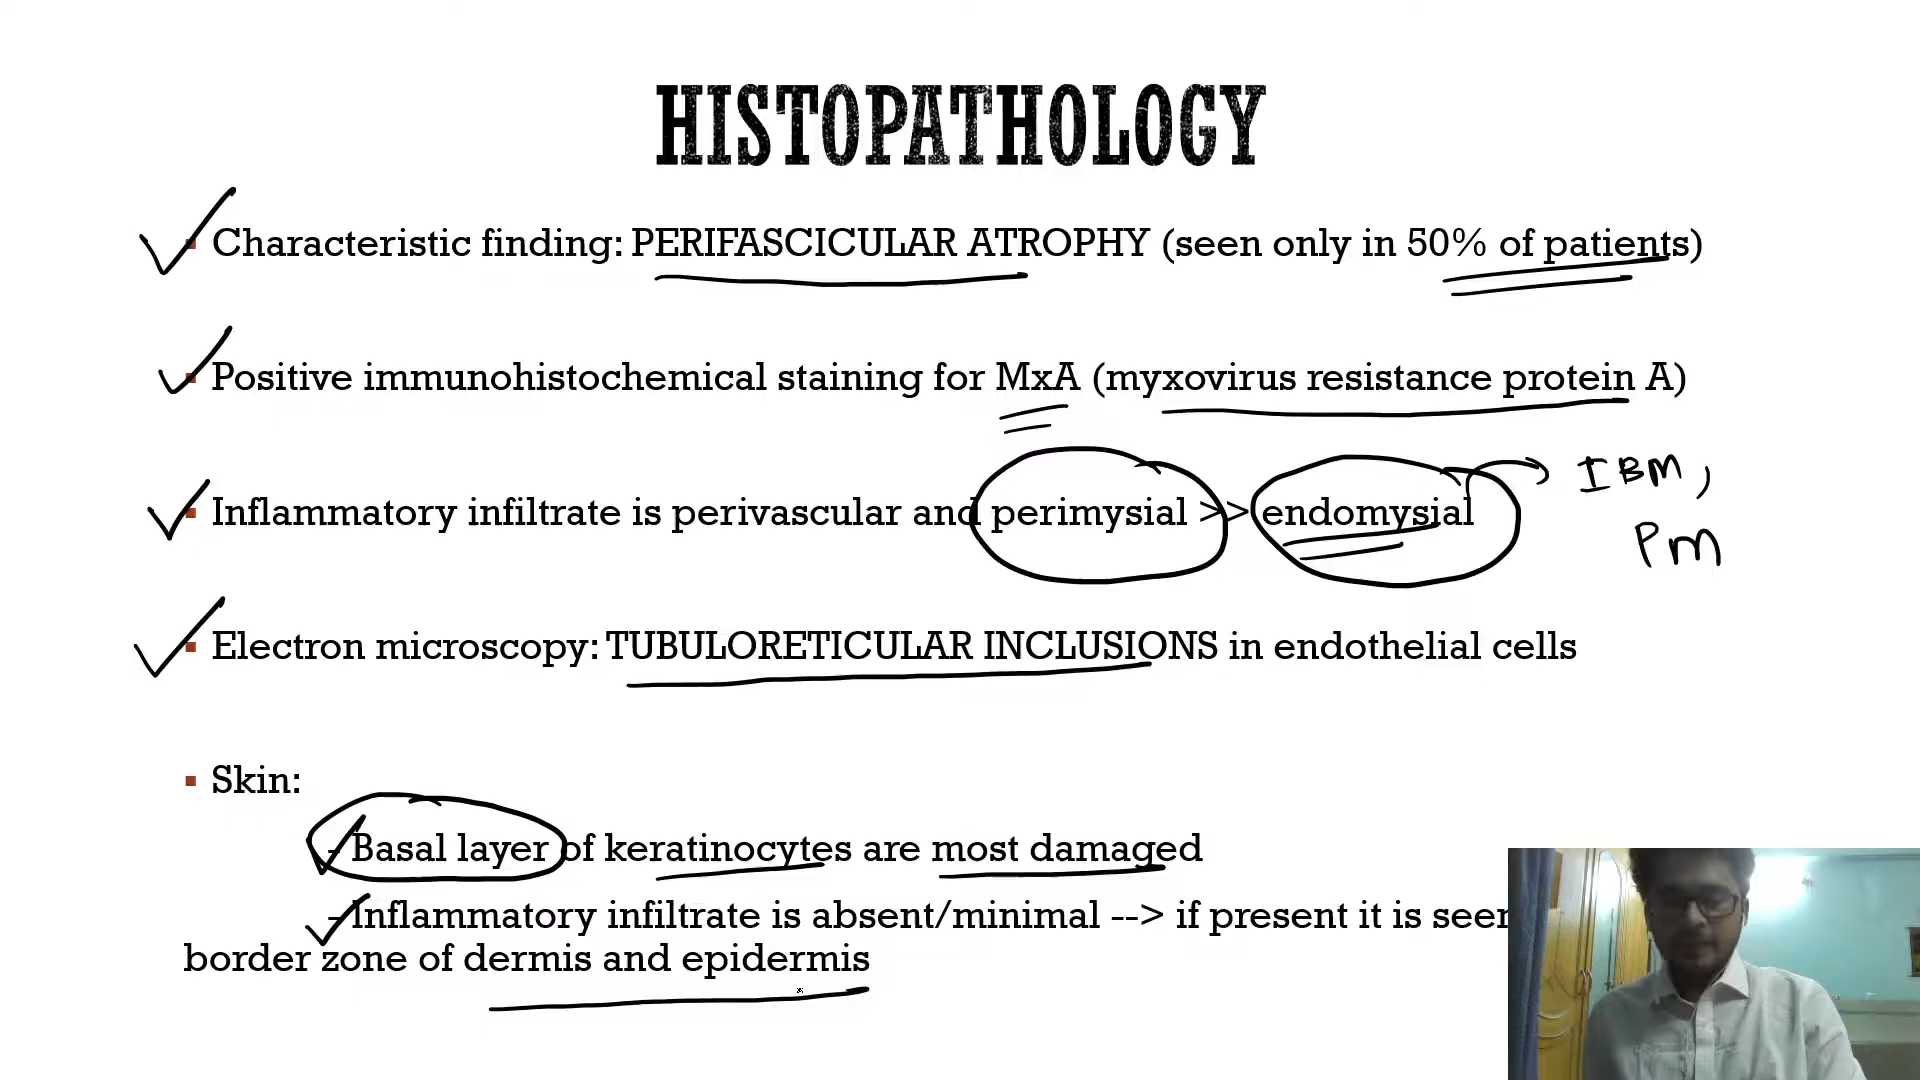 HISTOPATHOLOGY
Characteristic finding: PERIFASCICULAR ATROPHY (seen only in 50% of patients)
Positive immunohistochemical staining for MxA (myxovirus resistance protein A)
Inflammatory infiltrate is perivascular and perimysial >> endomysial
IBM,
PM
Electron microscopy: TUBULORETICULAR INCLUSIONS in endothelial cells
Skin:
- Basal layer of keratinocytes are most damaged
- Inflammatory infiltrate is absent/minimal --> if present it is seen
border zone of dermis and epidermis